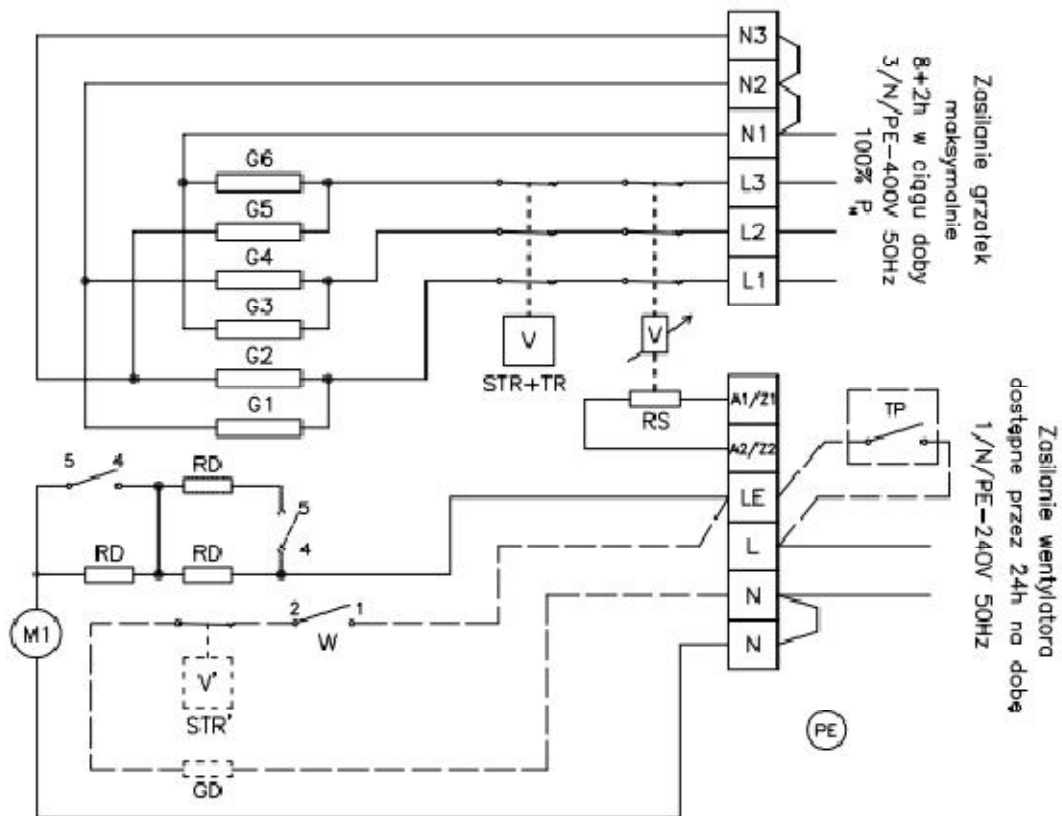 N3
N2
N1
L3
L2
L1
Zasilanie grzałek
maksymalnie
8+2h w ciągu doby
3/N/PE-400V 50Hz
100% PN
G6
G5
G4
G3
G2
G1
V
STR+TR
V
RS
A1/Z1
A2/Z2
LE
L
N
N
TP
Zasilanie wentylatora
dostępne przez 24h na dobę
1/N/PE-240V 50Hz
5 4
RD
5
4
RD
RD
M1
2 1
W
V'
STR'
GD
PE